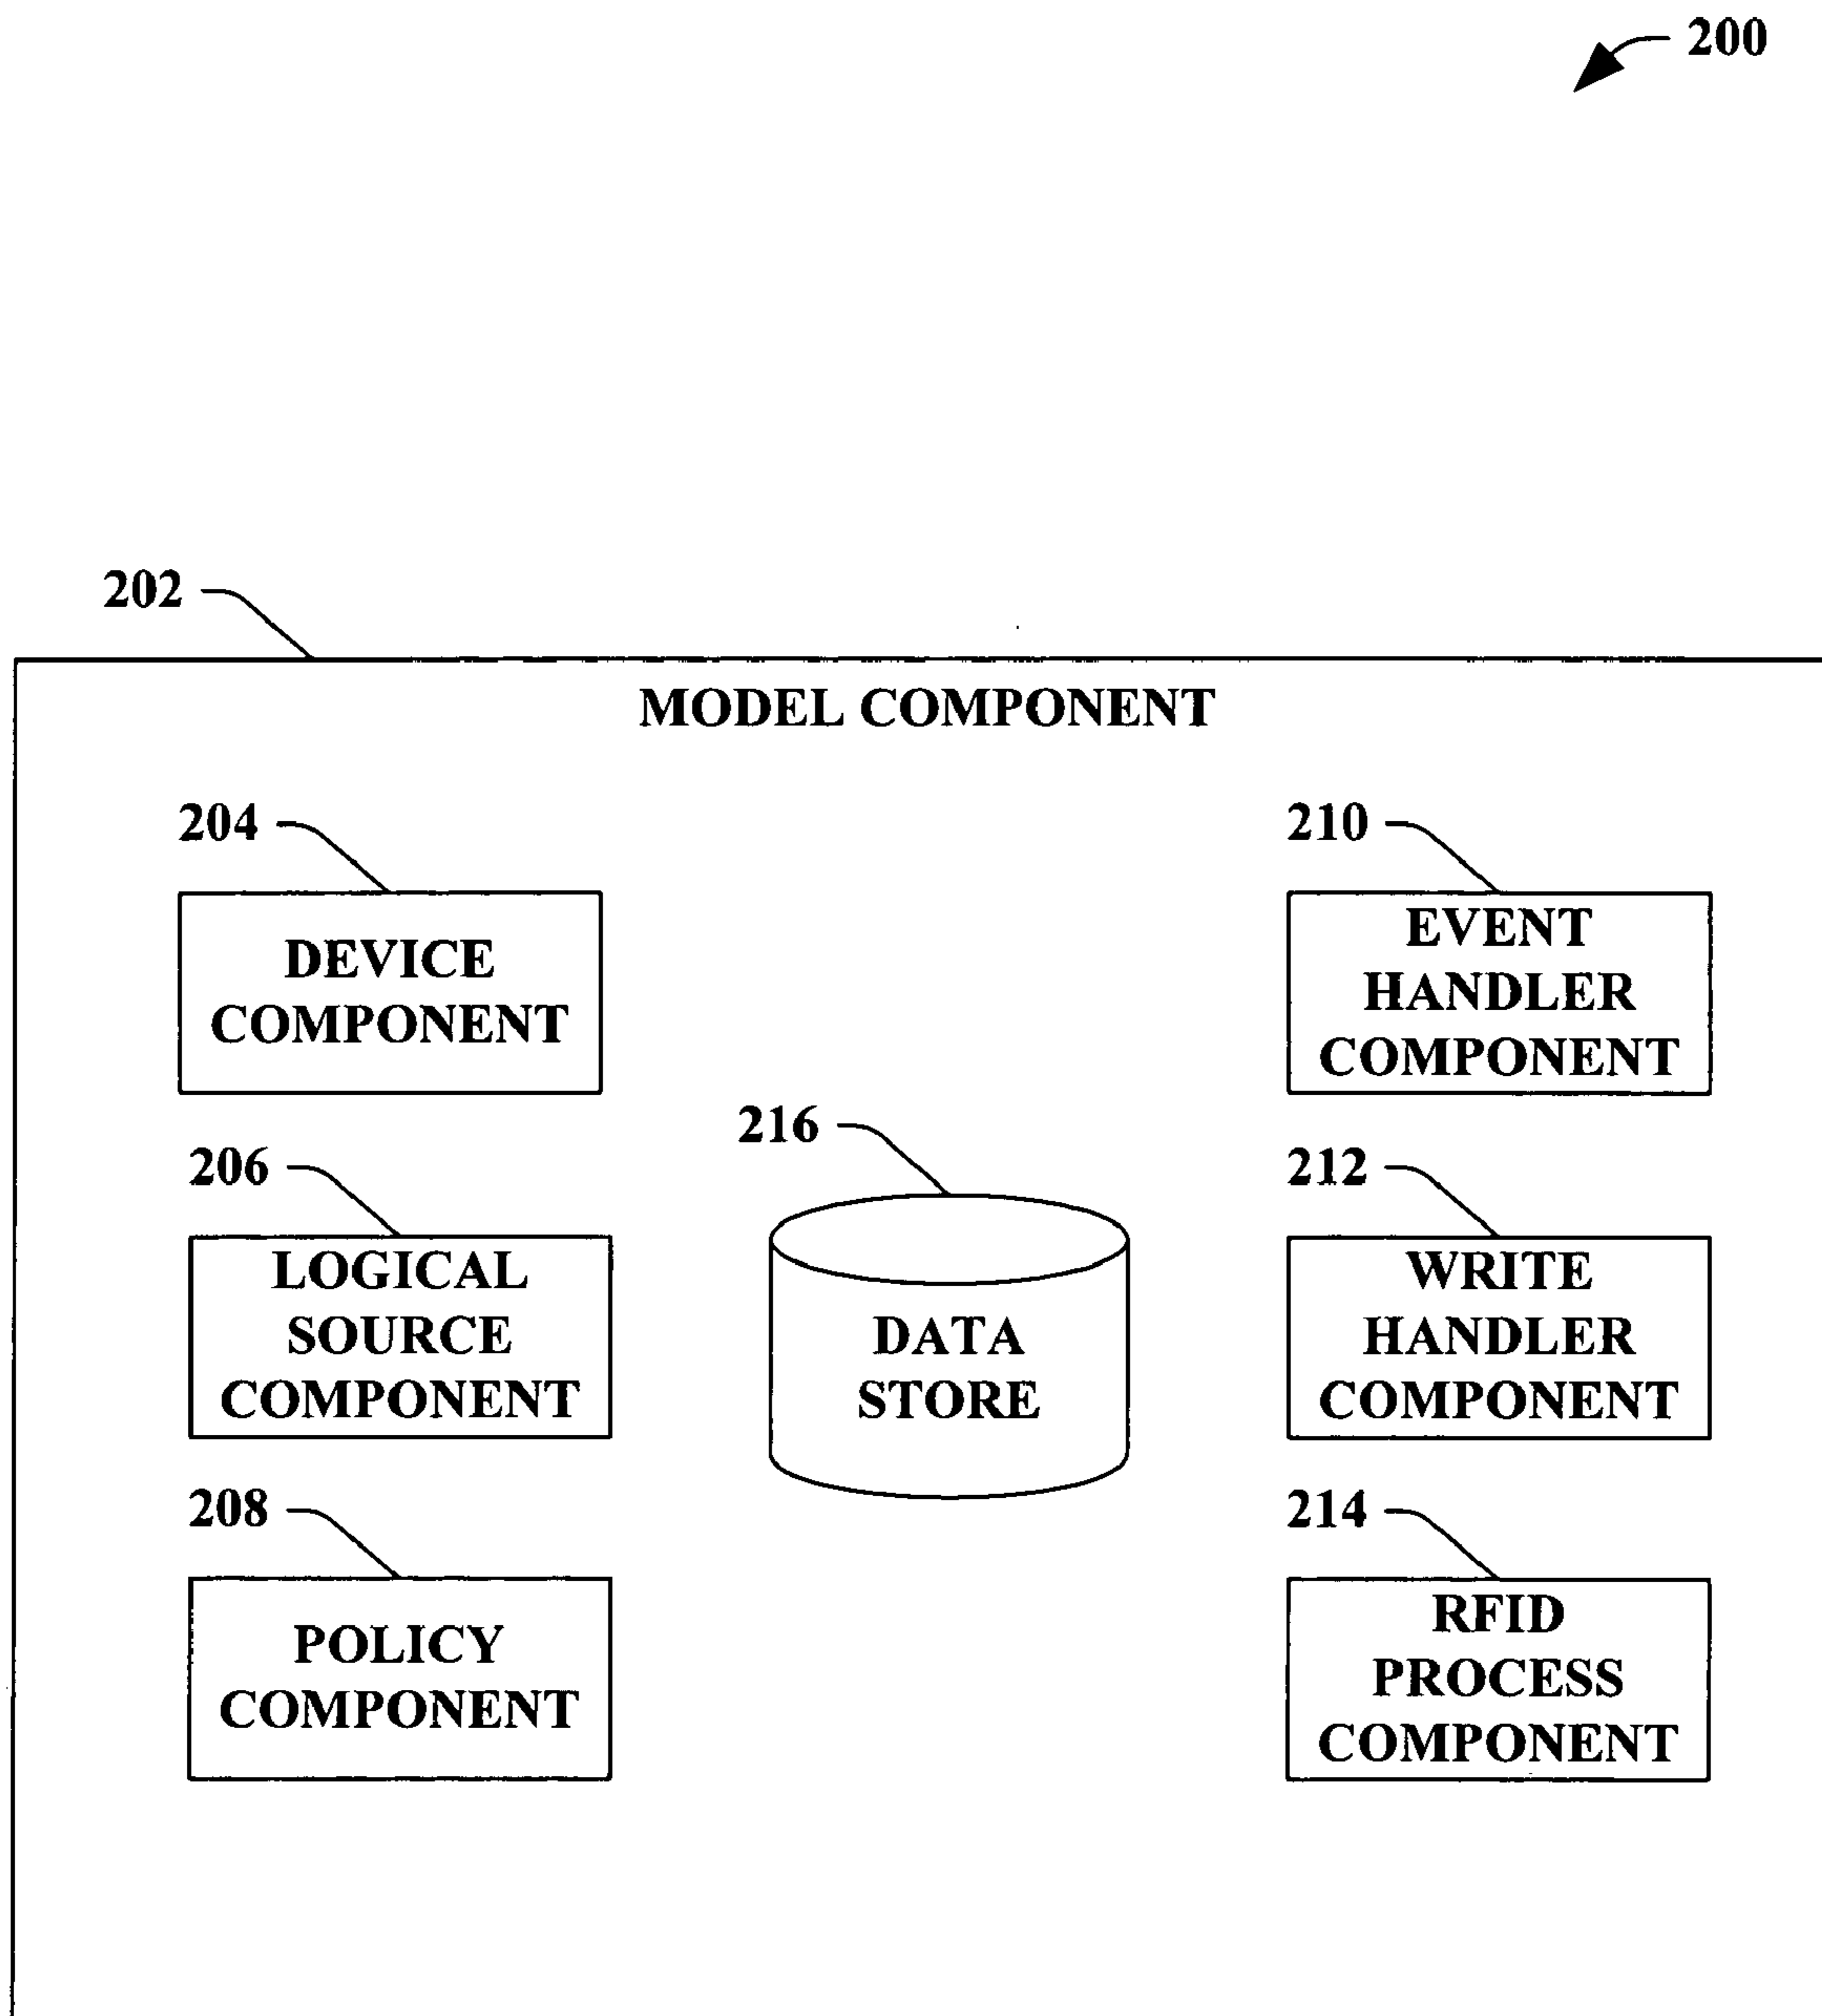 200
202
MODEL COMPONENT
204
DEVICE
COMPONENT
206
LOGICAL
SOURCE
COMPONENT
208
POLICY
COMPONENT
216
DATA
STORE
210
EVENT
HANDLER
COMPONENT
212
WRITE
HANDLER
COMPONENT
214
RFID
PROCESS
COMPONENT